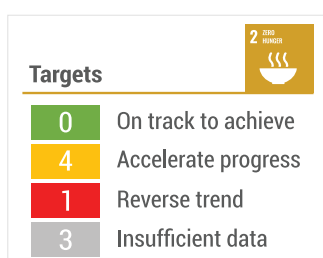 2 ZERO
HUNGER
Targets
0 On track to achieve
4 Accelerate progress
1 Reverse trend
3 Insufficient data